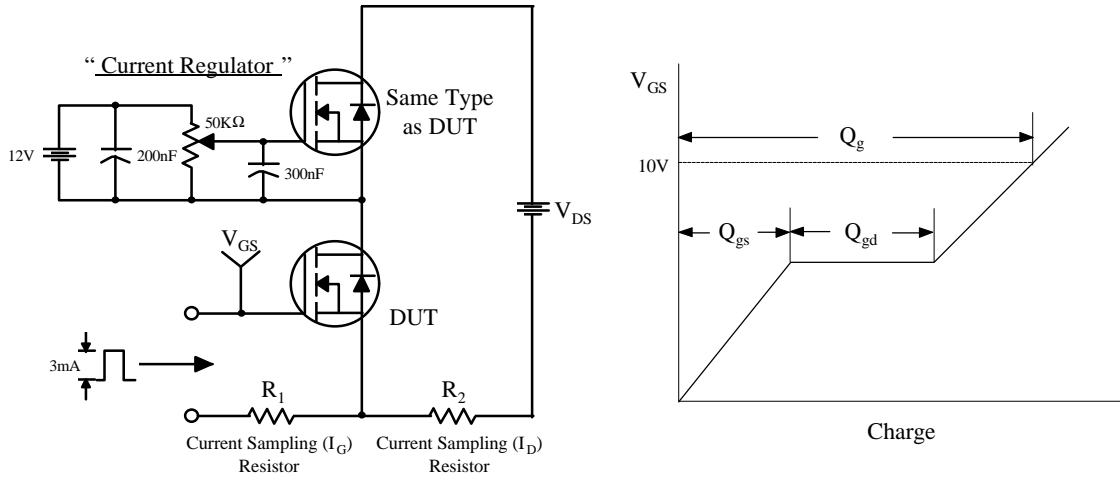 “ Current Regulator ”
50KΩ
12V
200nF
300nF
Same Type
as DUT
V_DS
V_GS
DUT
3mA
R_1
R_2
Current Sampling (I_G)
Resistor
Current Sampling (I_D)
Resistor
V_GS
Q_g
10V
Q_gs
Q_gd
Charge